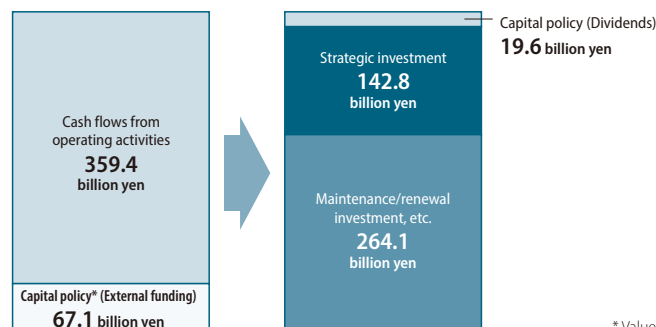 Cash flows from
operating activities
359.4
billion yen
Capital policy* (External funding)
67.1 billion yen
Strategic investment
142.8
billion yen
Maintenance/renewal
investment, etc.
264.1
billion yen
Capital policy (Dividends)
19.6 billion yen
* Value